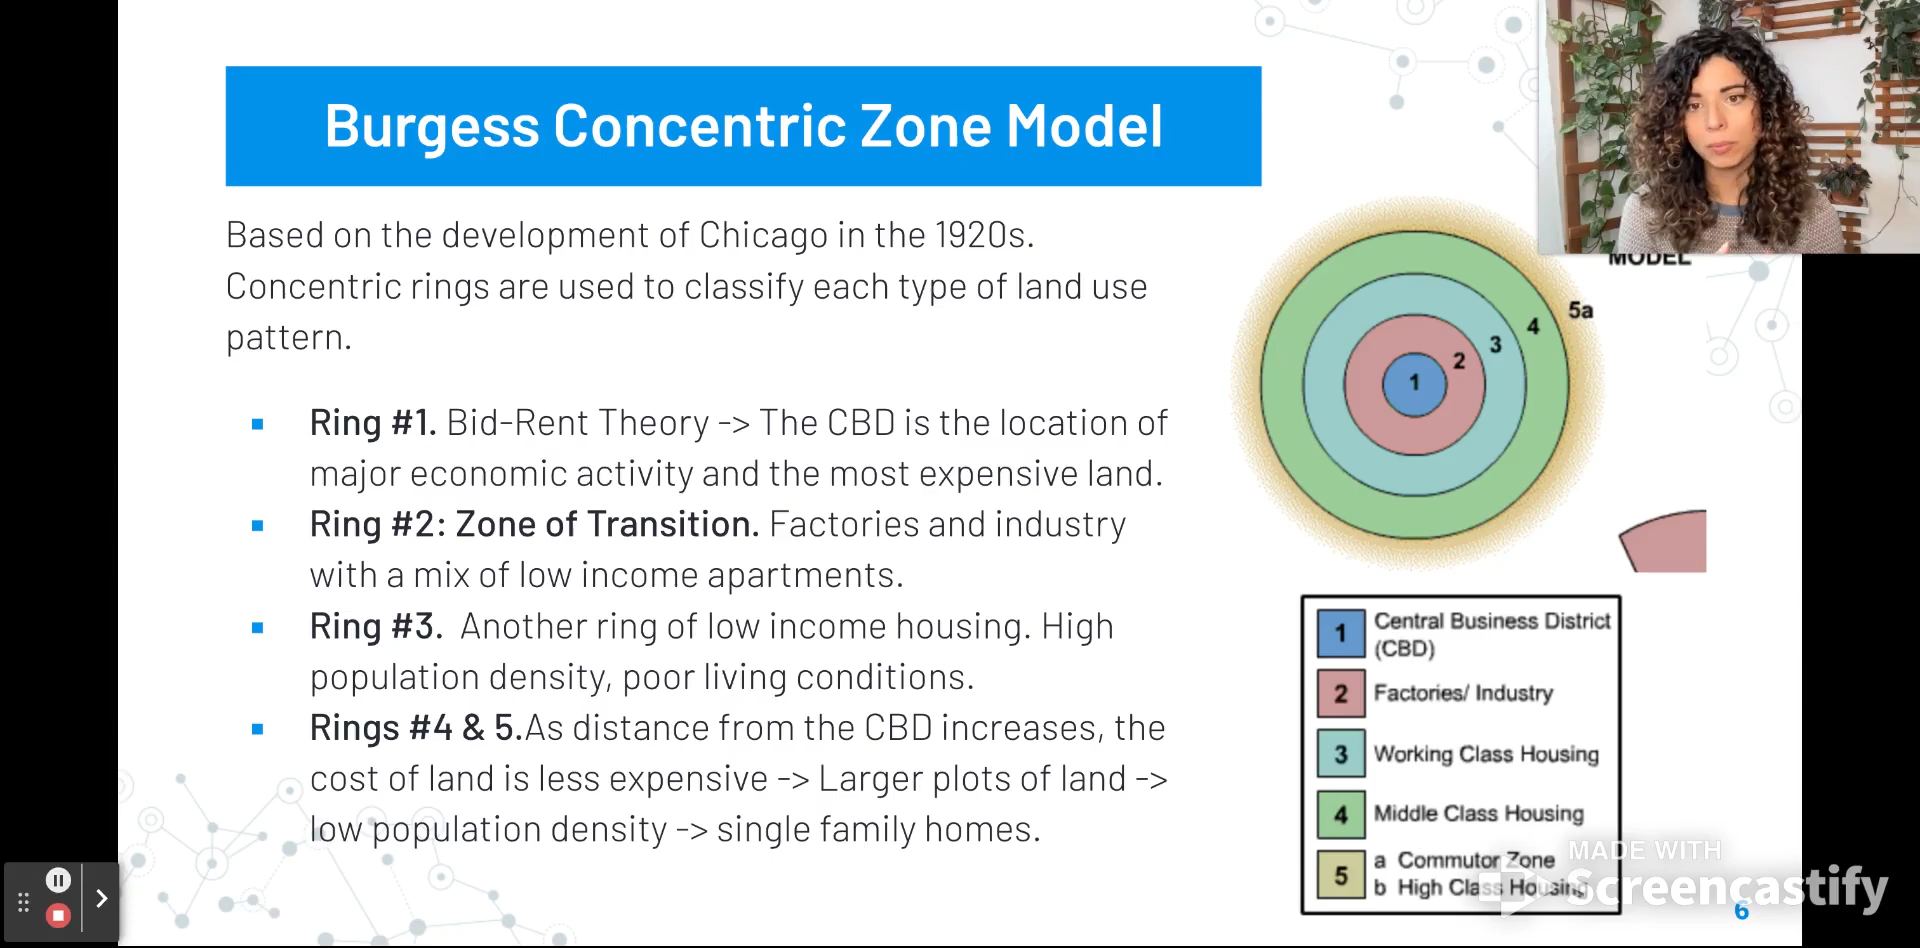 Burgess Concentric Zone Model
Based on the development of Chicago in the 1920s.
Concentric rings are used to classify each type of land use
pattern.
Ring #1. Bid-Rent Theory -> The CBD is the location of
major economic activity and the most expensive land.
Ring #2: Zone of Transition. Factories and industry
with a mix of low income apartments.
Ring #3. Another ring of low income housing. High
population density, poor living conditions.
Rings #4 & 5.As distance from the CBD increases, the
cost of land is less expensive -> Larger plots of land ->
low population density -> single family homes.
MODEL
5a
4
3
2
1
1 Central Business District
(CBD)
2 Factories/ Industry
3 Working Class Housing
4 Middle Class Housing
5 a Commutor Zone
b High Class Housing
MADE WITH
Screencastify
6